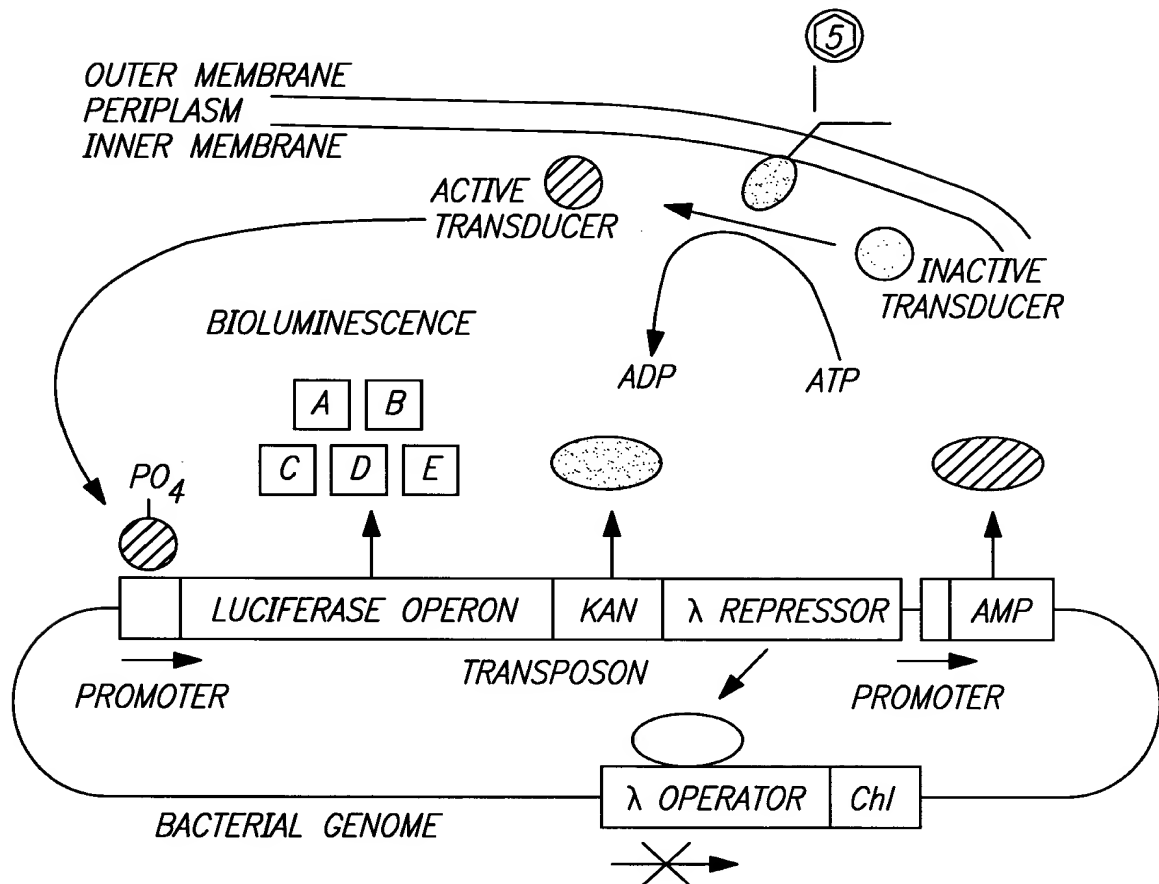 5
OUTER MEMBRANE
PERIPLASM
INNER MEMBRANE
ACTIVE
TRANSDUCER
INACTIVE
TRANSDUCER
BIOLUMINESCENCE
ADP
ATP
A
B
C
D
E
PO4
LUCIFERASE OPERON
KAN
λ REPRESSOR
AMP
TRANSPOSON
PROMOTER
PROMOTER
λ OPERATOR
Chl
BACTERIAL GENOME